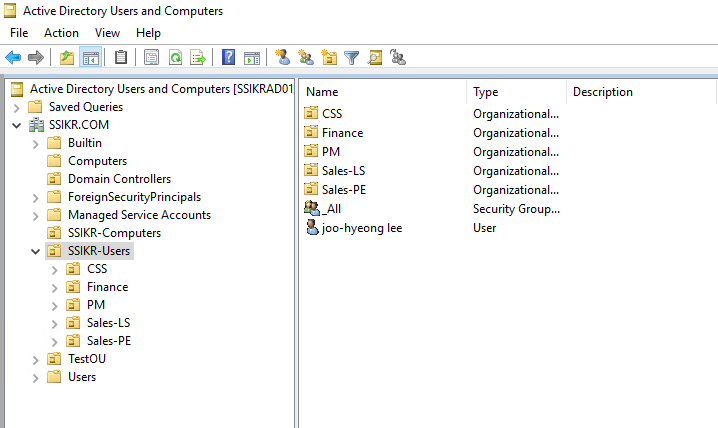 Active Directory Users and Computers
File Action View Help
Active Directory Users and Computers [SSIKRAD01
Saved Queries
SSIKR.COM
Builtin
Computers
Domain Controllers
ForeignSecurityPrincipals
Managed Service Accounts
SSIKR-Computers
SSIKR-Users
CSS
Finance
PM
Sales-LS
Sales-PE
TestOU
Users
Name Type Description
CSS Organizational...
Finance Organizational...
PM Organizational...
Sales-LS Organizational...
Sales-PE Organizational...
_All Security Group...
joo-hyeong lee User